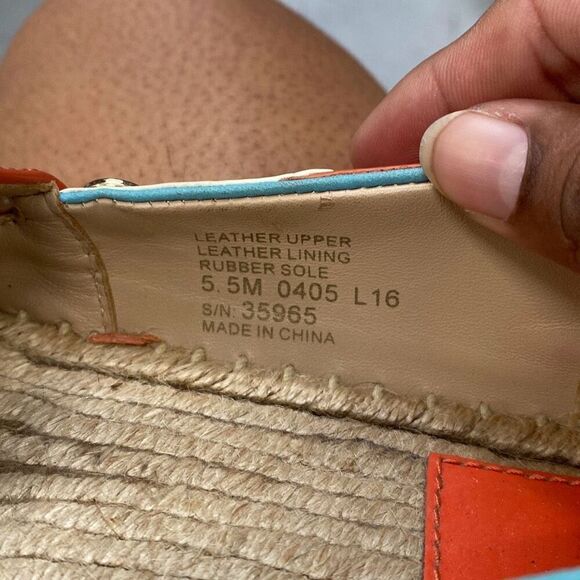 LEATHER UPPER
LEATHER LINING
RUBBER SOLE
5.5M 0405 L16
S/N: 35965
MADE IN CHINA